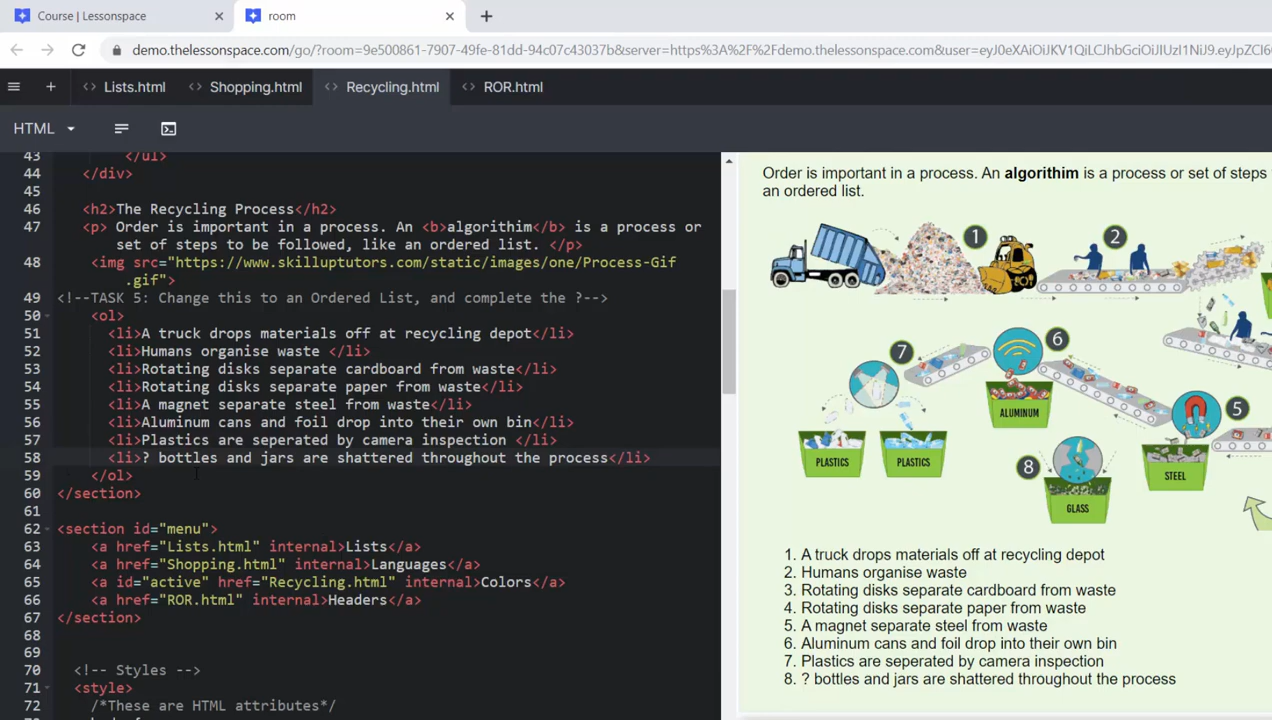 Course | Lessonspace
room
demo.thelessonspace.com/go/?room=9e500861-7907-49fe-81dd-94c07c43037b&server=https%3A%2F%2Fdemo.thelessonspace.com&user=eyJ0eXAiOiJKV1QiLCJhbGciOiJIUzI1NiJ9.eyJpZCI6
Lists.html
Shopping.html
Recycling.html
ROR.html
HTML
43 </ul>
44 </div>
45
46 <h2>The Recycling Process</h2>
47 <p> Order is important in a process. An <b>algorithim</b> is a process or
set of steps to be followed, like an ordered list. </p>
48 <img src="https://www.skilluptutors.com/static/images/one/Process-Gif
.gif">
49 <!--TASK 5: Change this to an Ordered List, and complete the ?-->
50 <ol>
51 <li>A truck drops materials off at recycling depot</li>
52 <li>Humans organise waste </li>
53 <li>Rotating disks separate cardboard from waste</li>
54 <li>Rotating disks separate paper from waste</li>
55 <li>A magnet separate steel from waste</li>
56 <li>Aluminum cans and foil drop into their own bin</li>
57 <li>Plastics are seperated by camera inspection </li>
58 <li>? bottles and jars are shattered throughout the process</li>
59 </ol>
60 </section>
61
62 <section id="menu">
63 <a href="Lists.html" internal>Lists</a>
64 <a href="Shopping.html" internal>Languages</a>
65 <a id="active" href="Recycling.html" internal>Colors</a>
66 <a href="ROR.html" internal>Headers</a>
67 </section>
68
69
70 <!-- Styles -->
71 <style>
72 /*These are HTML attributes*/
Order is important in a process. An algorithim is a process or set of steps
an ordered list.
1
2
7
6
5
ALUMINUM
PLASTICS
PLASTICS
8
STEEL
GLASS
1. A truck drops materials off at recycling depot
2. Humans organise waste
3. Rotating disks separate cardboard from waste
4. Rotating disks separate paper from waste
5. A magnet separate steel from waste
6. Aluminum cans and foil drop into their own bin
7. Plastics are seperated by camera inspection
8. ? bottles and jars are shattered throughout the process